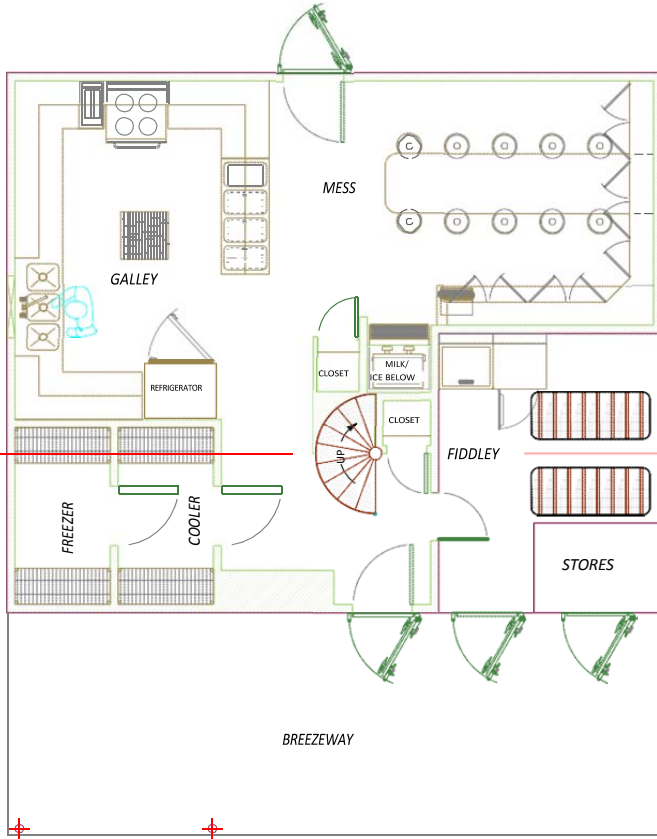 MESS
GALLEY
MILK/
ICE BELOW
CLOSET
REFRIGERATOR
CLOSET
UP
FIDDLEY
FREEZER
COOLER
STORES
BREEZEWAY